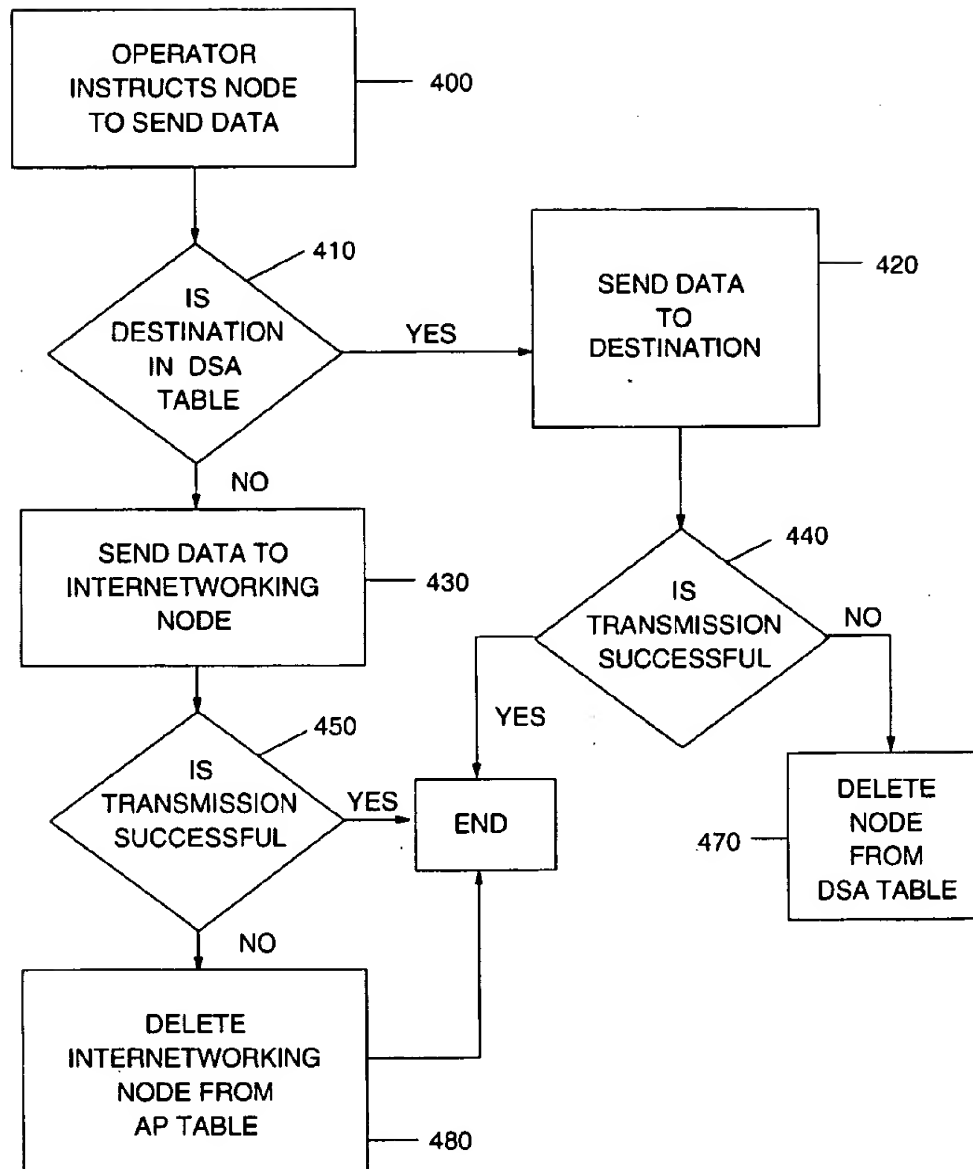 OPERATOR
INSTRUCTS NODE
TO SEND DATA
400
410
IS
DESTINATION
IN DSA
TABLE
YES
SEND DATA
TO
DESTINATION
420
NO
SEND DATA TO
INTERNETWORKING
NODE
430
440
IS
TRANSMISSION
SUCCESSFUL
NO
YES
450
IS
TRANSMISSION
SUCCESSFUL
YES
END
DELETE
NODE
FROM
DSA TABLE
470
NO
DELETE
INTERNETWORKING
NODE FROM
AP TABLE
480